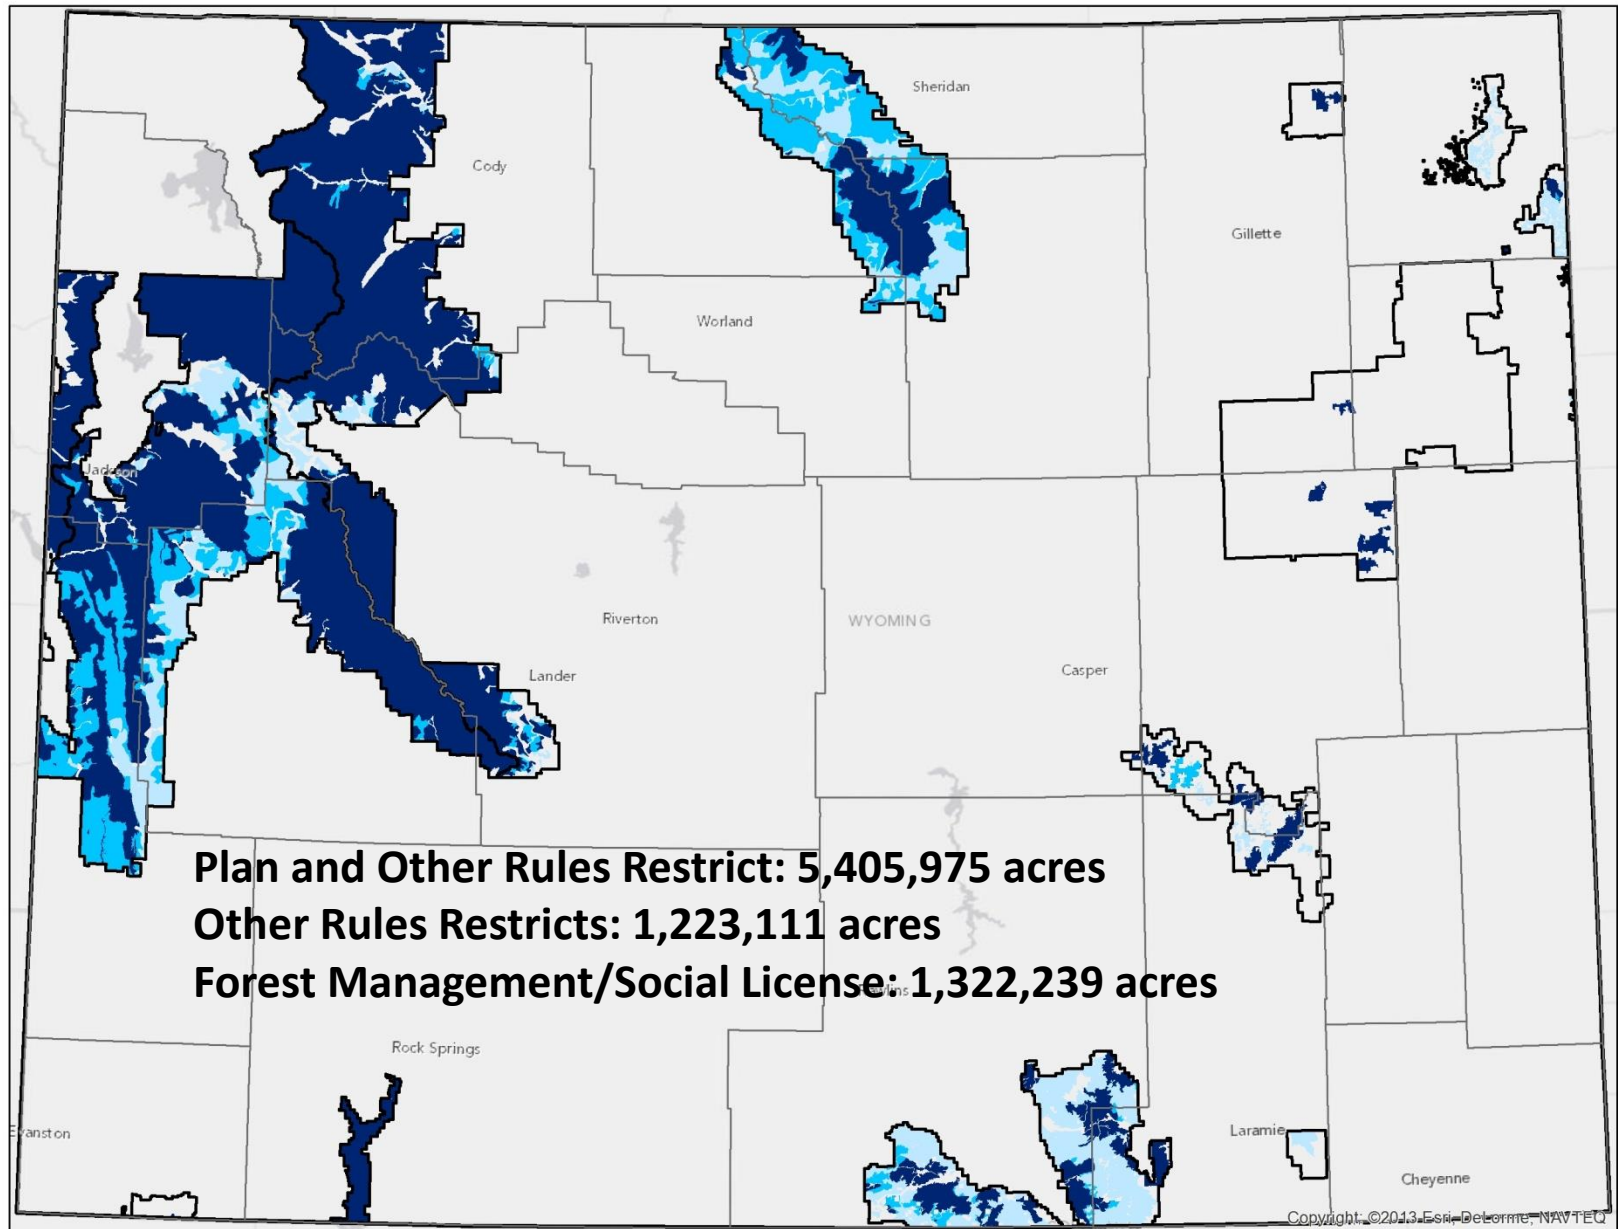 Sheridan
Cody
Gillette
Worland
Jackson
Riverton
WYOMING
Lander
Casper
Plan and Other Rules Restrict: 5,405,975 acres
Other Rules Restricts: 1,223,111 acres
Forest Management/Social License: 1,322,239 acres
Rawlins
Rock Springs
Evanston
Laramie
Cheyenne
Copyright: ©2013 Esri, DeLorme, NAVTEQ